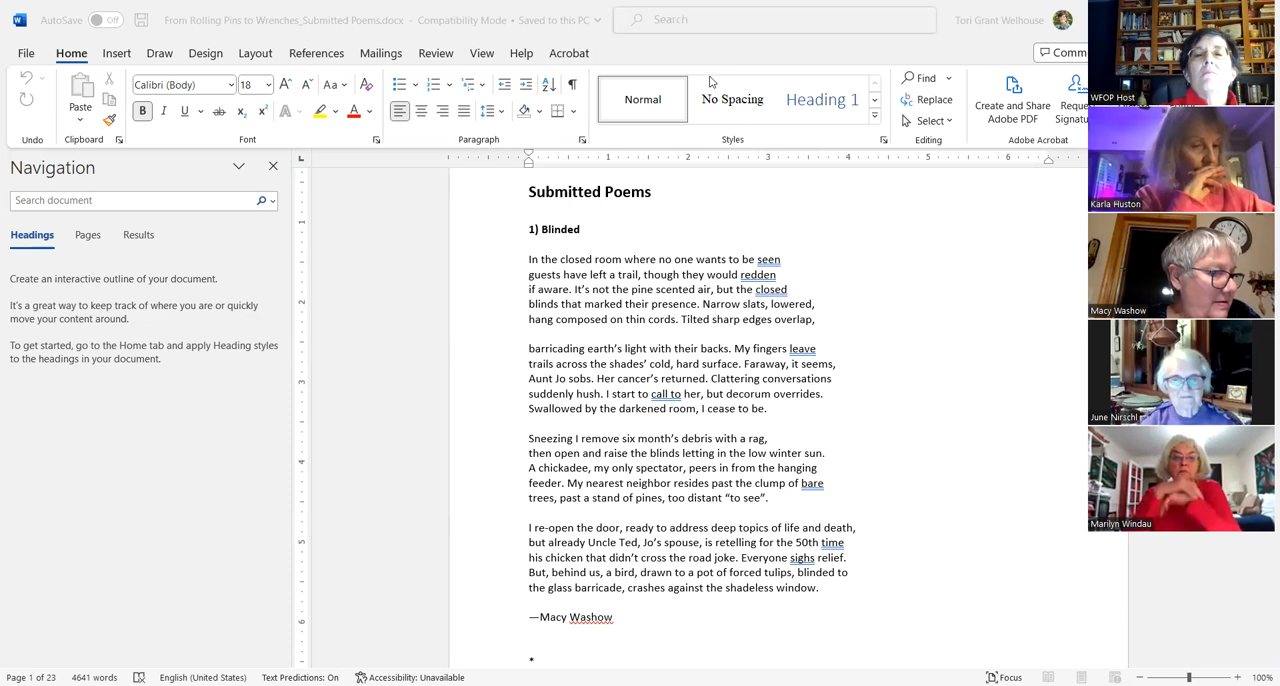 AutoSave Off From Rolling Pins to Wrenches_Submitted Poems.docx - Compatibility Mode • Saved to this PC Search Tori Grant Welhouse
File Home Insert Draw Design Layout References Mailings Review View Help Acrobat
Calibri (Body) 18
Paste
Normal No Spacing Heading 1
Find
Replace
Select
Create and Share
Adobe PDF
Undo Clipboard Font Paragraph Styles Editing Adobe Acrobat
Navigation
Search document
Headings Pages Results
Create an interactive outline of your document.
It's a great way to keep track of where you are or quickly
move your content around.
To get started, go to the Home tab and apply Heading styles
to the headings in your document.
1 2 3 4 5 6
Submitted Poems
1) Blinded
In the closed room where no one wants to be seen
guests have left a trail, though they would redden
if aware. It's not the pine scented air, but the closed
blinds that marked their presence. Narrow slats, lowered,
hang composed on thin cords. Tilted sharp edges overlap,
barricading earth's light with their backs. My fingers leave
trails across the shades' cold, hard surface. Faraway, it seems,
Aunt Jo sobs. Her cancer's returned. Clattering conversations
suddenly hush. I start to call to her, but decorum overrides.
Swallowed by the darkened room, I cease to be.
Sneezing I remove six month's debris with a rag,
then open and raise the blinds letting in the low winter sun.
A chickadee, my only spectator, peers in from the hanging
feeder. My nearest neighbor resides past the clump of bare
trees, past a stand of pines, too distant "to see".
I re-open the door, ready to address deep topics of life and death,
but already Uncle Ted, Jo's spouse, is retelling for the 50th time
his chicken that didn't cross the road joke. Everyone sighs relief.
But, behind us, a bird, drawn to a pot of forced tulips, blinded to
the glass barricade, crashes against the shadeless window.
—Macy Washow
*
WFOP Host
Karla Huston
Macy Washow
June Nirschl
Marilyn Windau
Page 1 of 23 4641 words English (United States) Text Predictions: On Accessibility: Unavailable Focus 100%